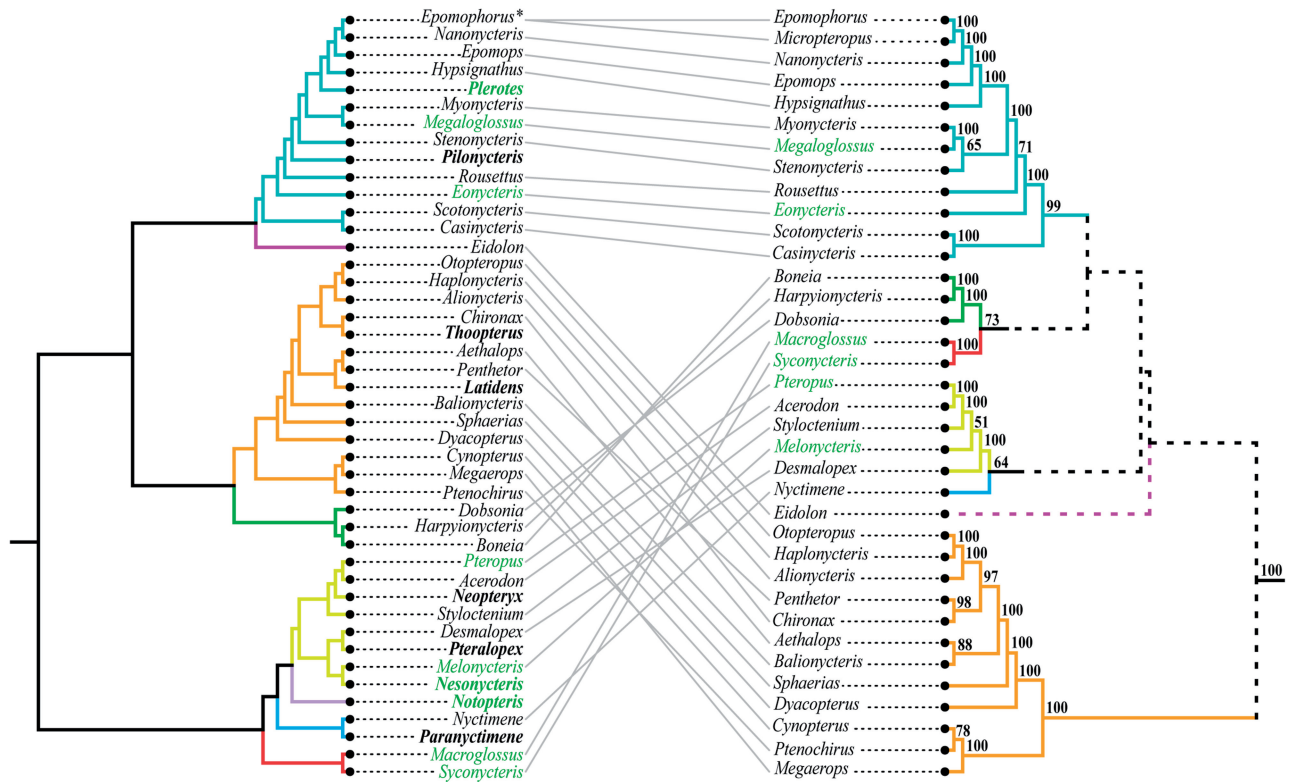 Epomophorus*
Nanonycteris
Epomops
Hypsignathus
Plerotes
Myonycteris
Megaloglossus
Stenonycteris
Pilonycteris
Rousettus
Eonycteris
Scotonycteris
Casinycteris
Eidolon
Otopteropus
Haplonycteris
Alionycteris
Chironax
Thoopterus
Aethalops
Penthetor
Latidens
Balionycteris
Sphaerias
Dyacopterus
Cynopterus
Megaerops
Ptenochirus
Dobsonia
Harpyionycteris
Boneia
Pteropus
Acerodon
Neopteryx
Styloctenium
Desmalopex
Pteralopex
Melonycteris
Nesonycteris
Notopteris
Nyctimene
Paranyctimene
Macroglossus
Syconycteris
Epomophorus
Micropteropus
Nanonycteris
Epomops
Hypsignathus
Myonycteris
Megaloglossus
Stenonycteris
Rousettus
Eonycteris
Scotonycteris
Casinycteris
Boneia
Harpyionycteris
Dobsonia
Macroglossus
Syconycteris
Pteropus
Acerodon
Styloctenium
Melonycteris
Desmalopex
Nyctimene
Eidolon
Otopteropus
Haplonycteris
Alionycteris
Penthetor
Chironax
Aethalops
Balionycteris
Sphaerias
Dyacopterus
Cynopterus
Ptenochirus
Megaerops
100
100
100
100
100
100
65
71
100
99
100
100
100
73
100
100
100
51
100
64
100
100
97
98
100
88
100
100
100
78
100
100